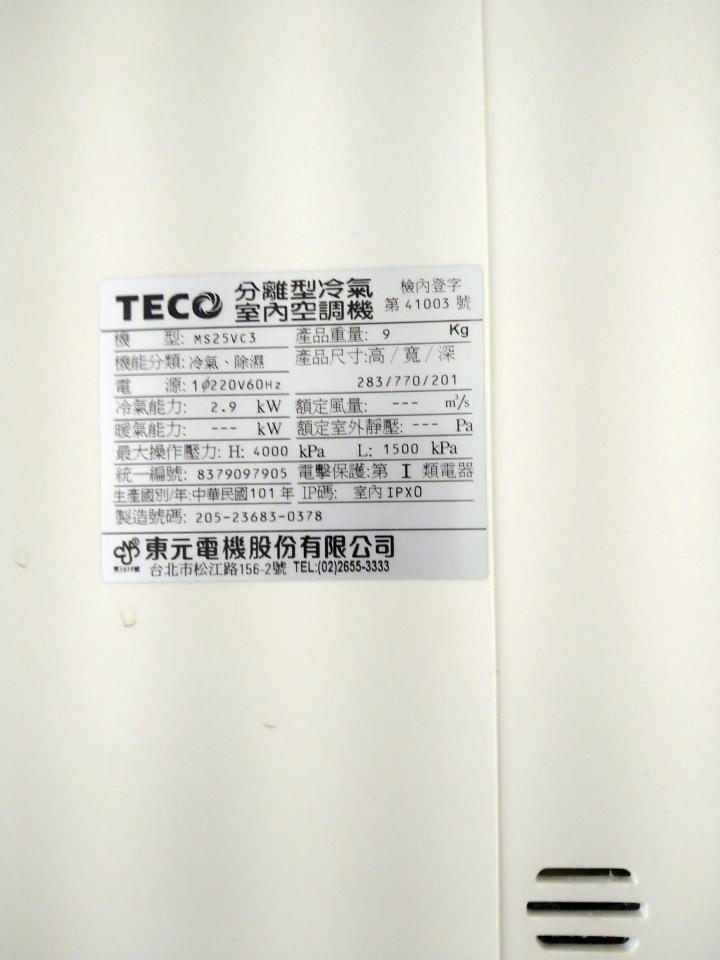 TECO 分離型冷氣 檢內登字
室內空調機 第 41003 號
機 型: MS25VC3 產品重量: 9 Kg
機能分類: 冷氣、除濕 產品尺寸:高/寬/深
電 源: 1ϕ220V60Hz 283/770/201
冷氣能力: 2.9 kW 額定風量: --- m³/s
暖氣能力: --- kW 額定室外靜壓: --- Pa
最大操作壓力: H: 4000 kPa L: 1500 kPa
統一編號: 8379097905 電擊保護:第 I 類電器
生產國別/年:中華民國101年 IP碼: 室內IPX0
製造號碼: 205-23683-0378
東元電機股份有限公司
台北市松江路156-2號 TEL:(02)2655-3333